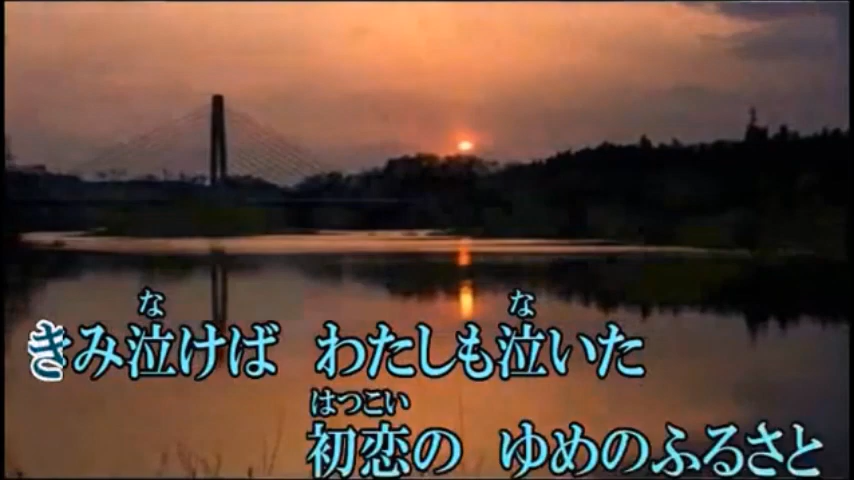 な な
きみ泣けば わたしも泣いた
はつこい
初恋の ゆめのふるさと